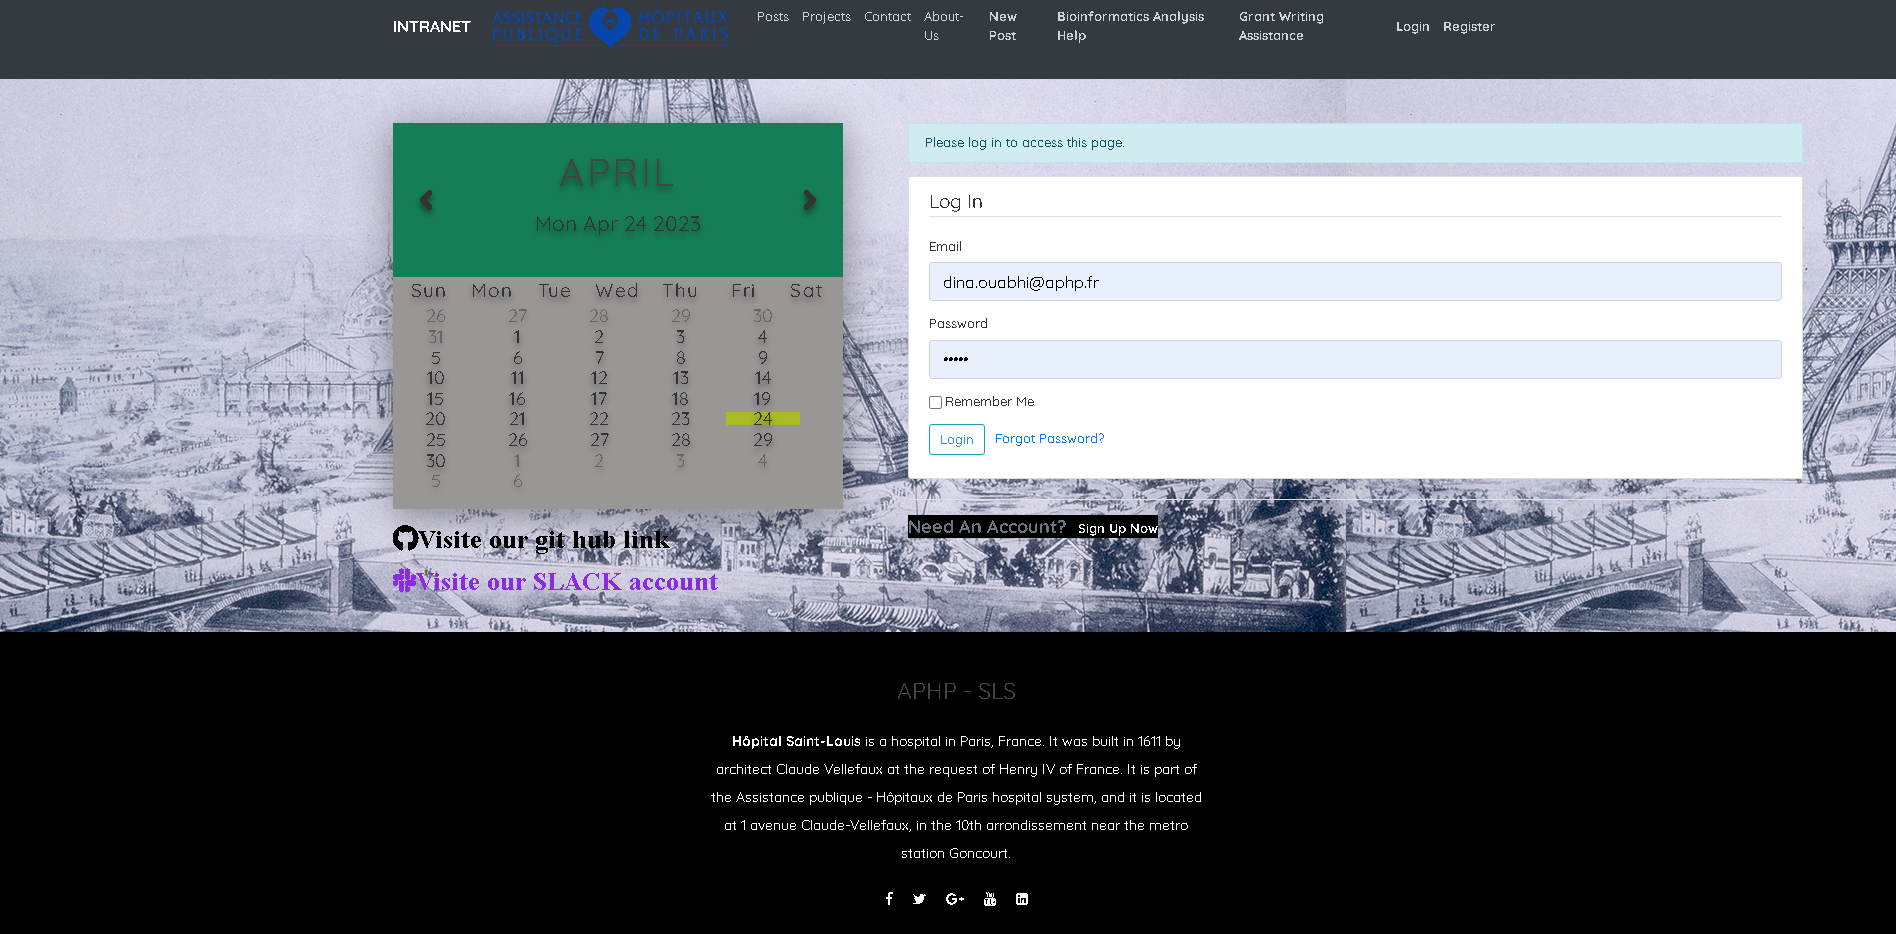 INTRANET
ASSISTANCE PUBLIQUE HÔPITAUX DE PARIS
Posts Projects Contact About-Us New Post Bioinformatics Analysis Help Grant Writing Assistance Login Register
APRIL
Mon Apr 24 2023
Sun Mon Tue Wed Thu Fri Sat
26 27 28 29 30
31 1 2 3 4
5 6 7 8 9
10 11 12 13 14
15 16 17 18 19
20 21 22 23 24
25 26 27 28 29
30 1 2 3 4
5 6
Visite our git hub link
Visite our SLACK account
Please log in to access this page.
Log In
Email
dina.ouabhi@aphp.fr
Password
•••••
Remember Me
Login Forgot Password?
Need An Account? Sign Up Now
APHP - SLS
Hôpital Saint-Louis is a hospital in Paris, France. It was built in 1611 by
architect Claude Vellefaux at the request of Henry IV of France. It is part of
the Assistance publique - Hôpitaux de Paris hospital system, and it is located
at 1 avenue Claude-Vellefaux, in the 10th arrondissement near the metro
station Goncourt.